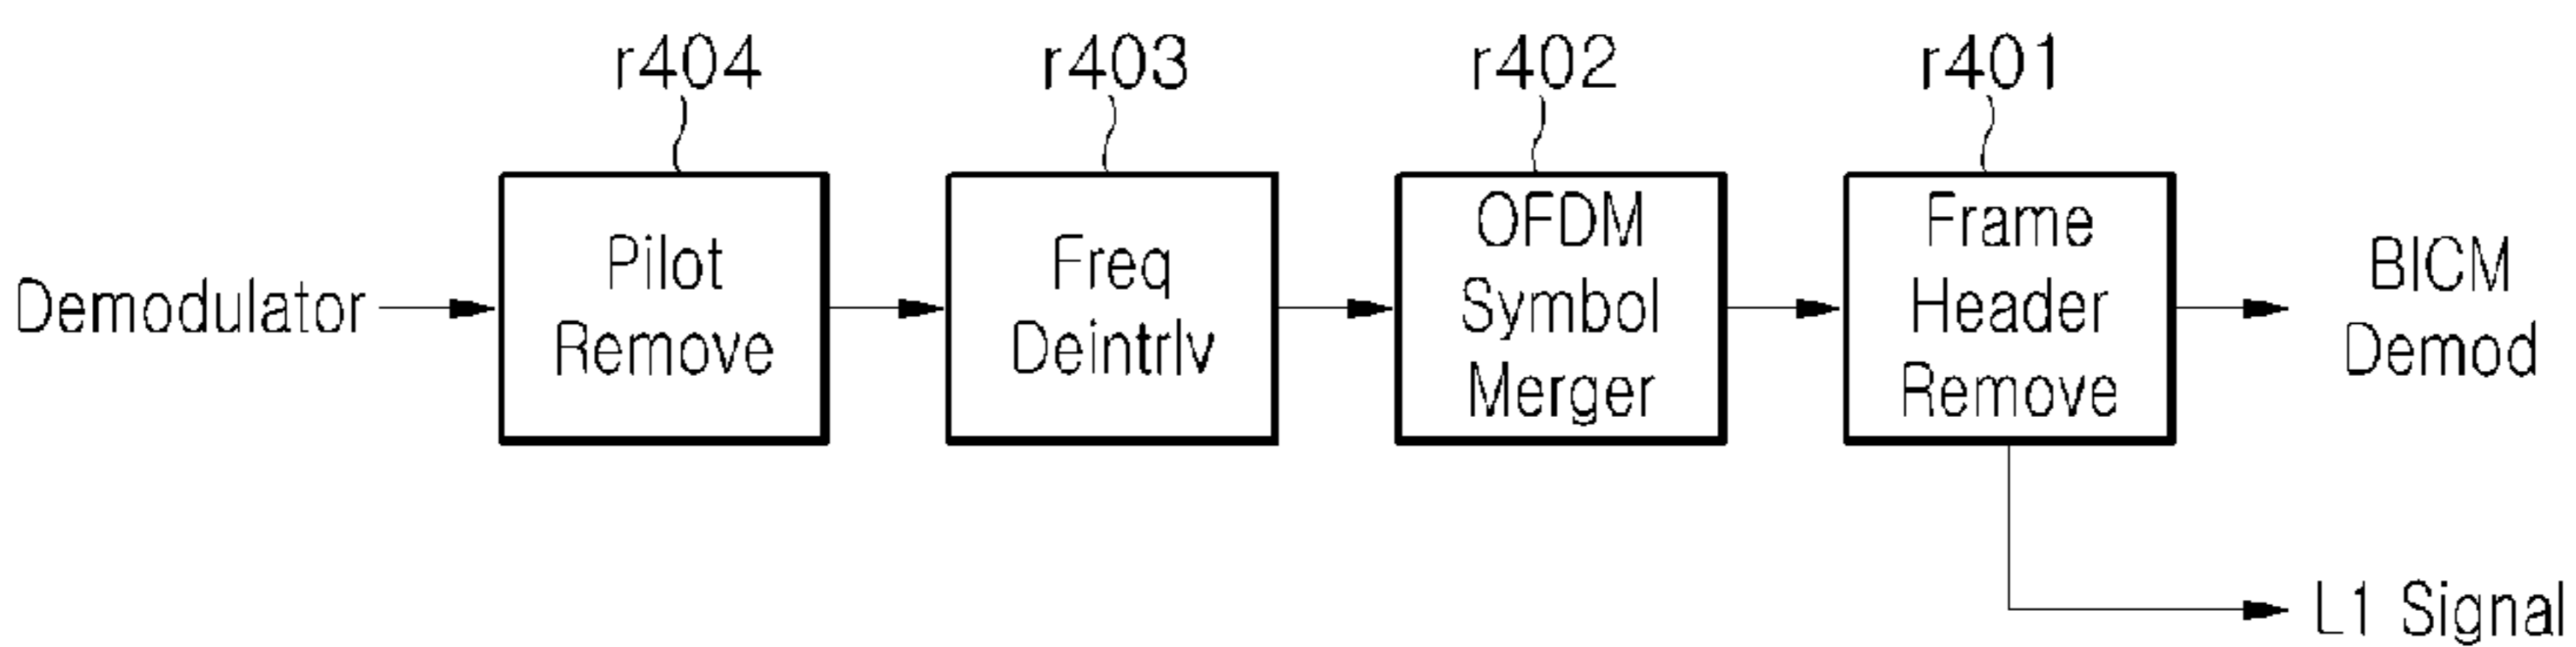 r404
r403
r402
r401
Demodulator
Pilot
Remove
Freq
Deintrlv
OFDM
Symbol
Merger
Frame
Header
Remove
BICM
Demod
L1 Signal